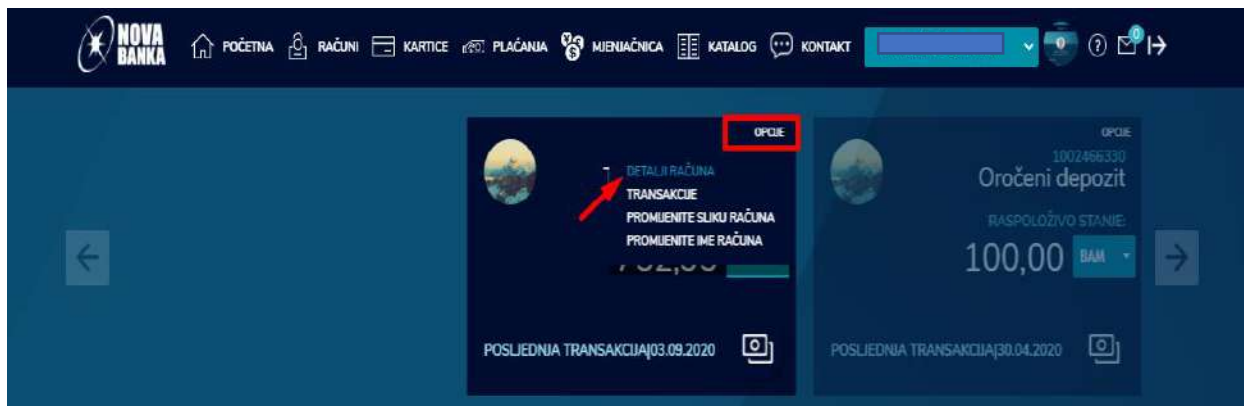 NOVA
BANKA
POČETNA RAČUNI KARTICE PLAĆANJA MJENJAČNICA KATALOG KONTAKT 0
OPCIJE
DETALJI RAČUNA
TRANSAKCIJE
PROMIJENITE SLIKU RAČUNA
PROMIJENITE IME RAČUNA
POSLJEDNJA TRANSAKCIJA|03.09.2020
OPCIJE
1002466330
Oročeni depozit
RASPOLOŽIVO STANJE:
100,00 BAM
POSLJEDNJA TRANSAKCIJA|30.04.2020